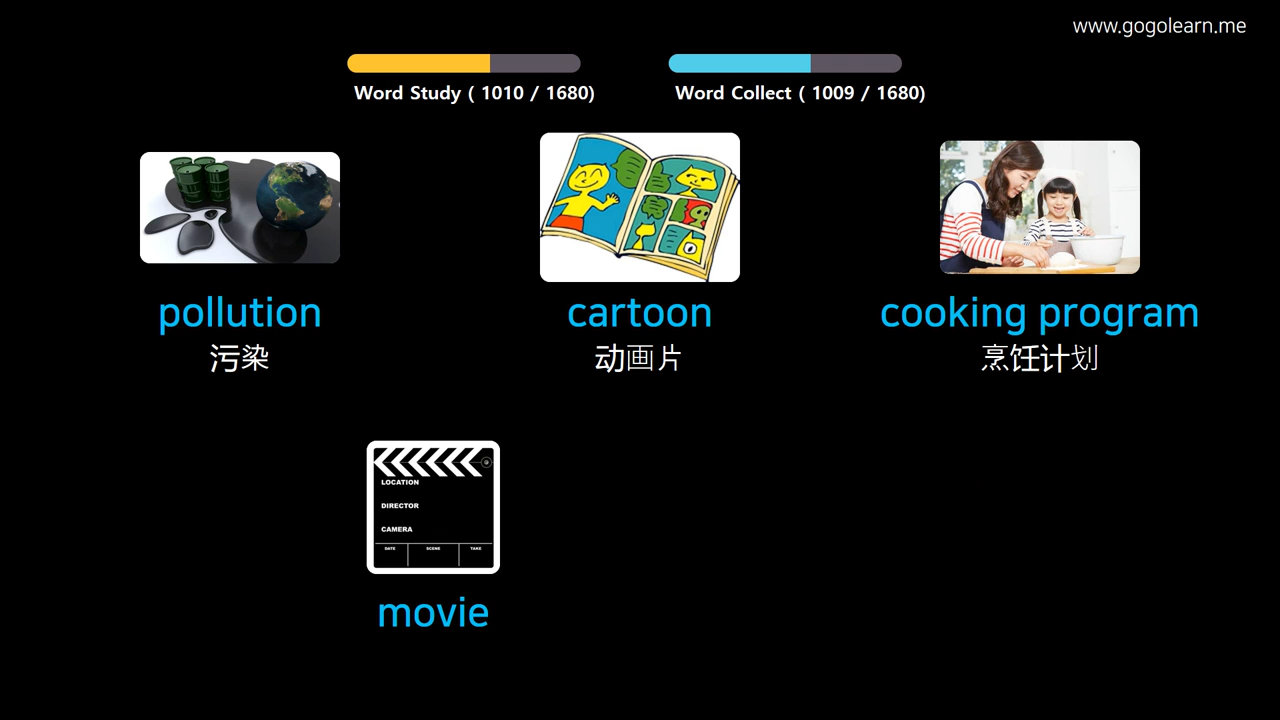 www.gogolearn.me
Word Study ( 1010 / 1680)
Word Collect ( 1009 / 1680)
pollution
污染
cartoon
动画片
cooking program
烹饪计划
LOCATION
DIRECTOR
CAMERA
DATE
SCENE
TAKE
movie